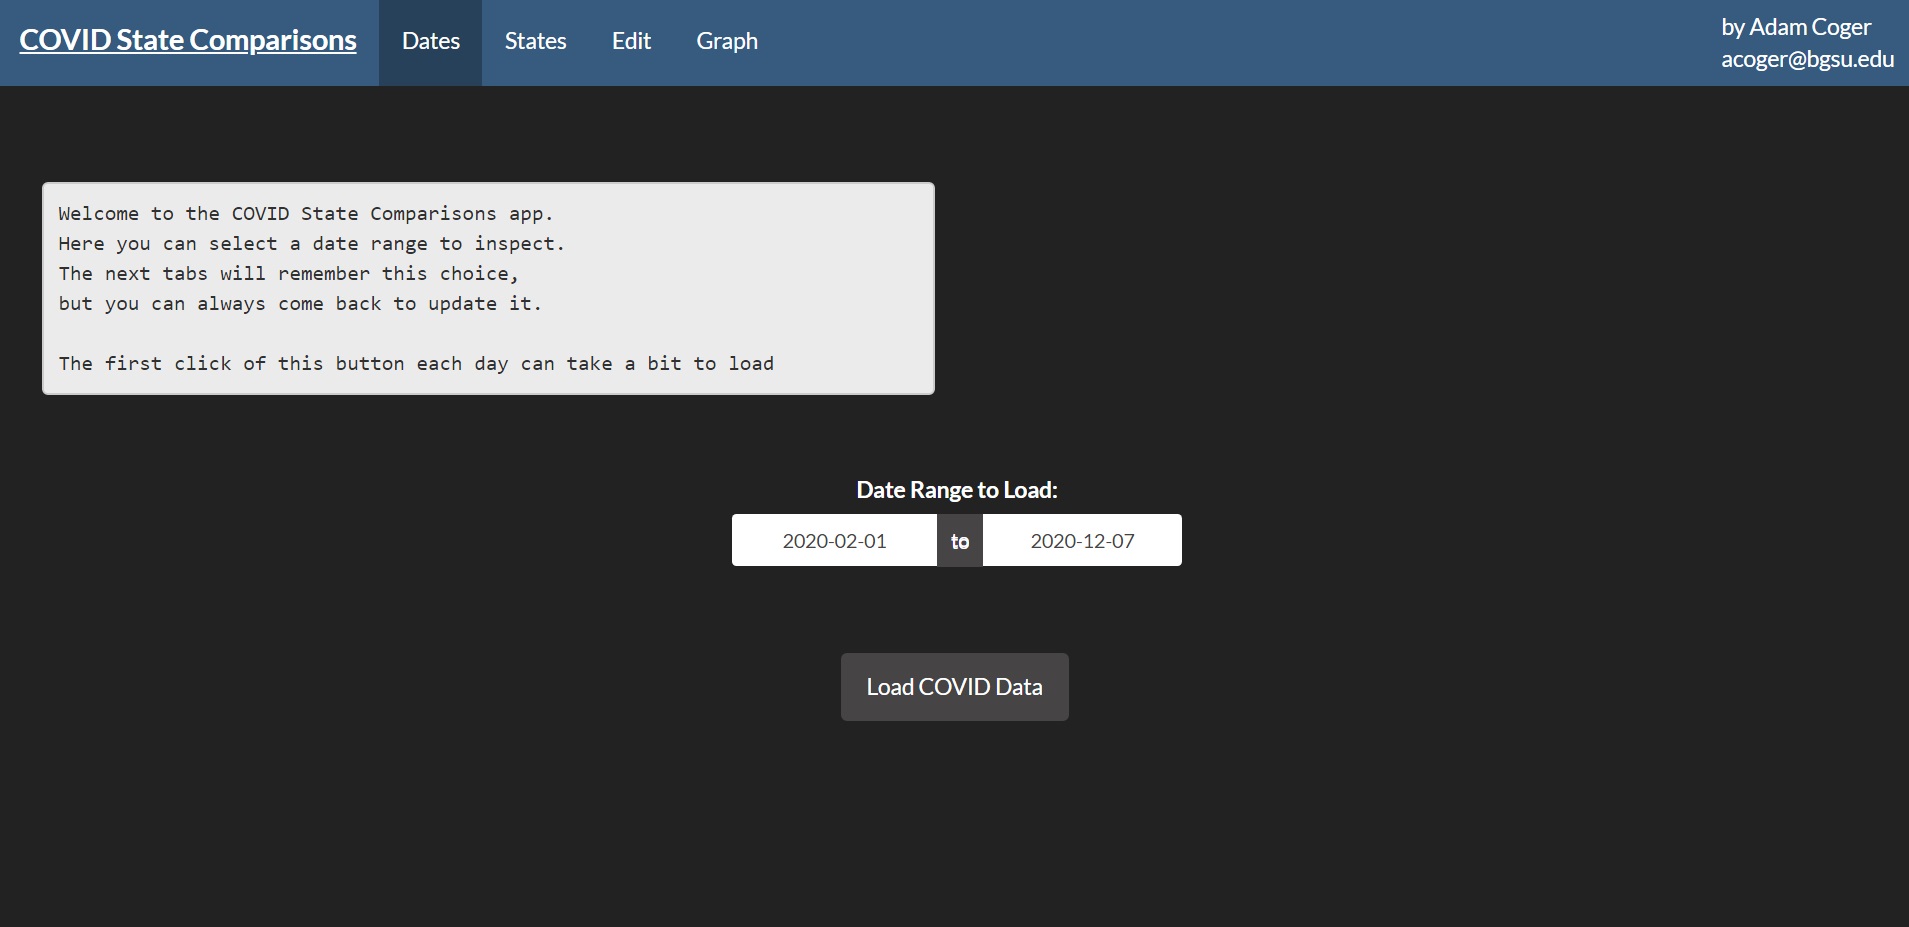 COVID State Comparisons Dates States Edit Graph
by Adam Coger
acoger@bgsu.edu
Welcome to the COVID State Comparisons app.
Here you can select a date range to inspect.
The next tabs will remember this choice,
but you can always come back to update it.
The first click of this button each day can take a bit to load
Date Range to Load:
2020-02-01 to 2020-12-07
Load COVID Data